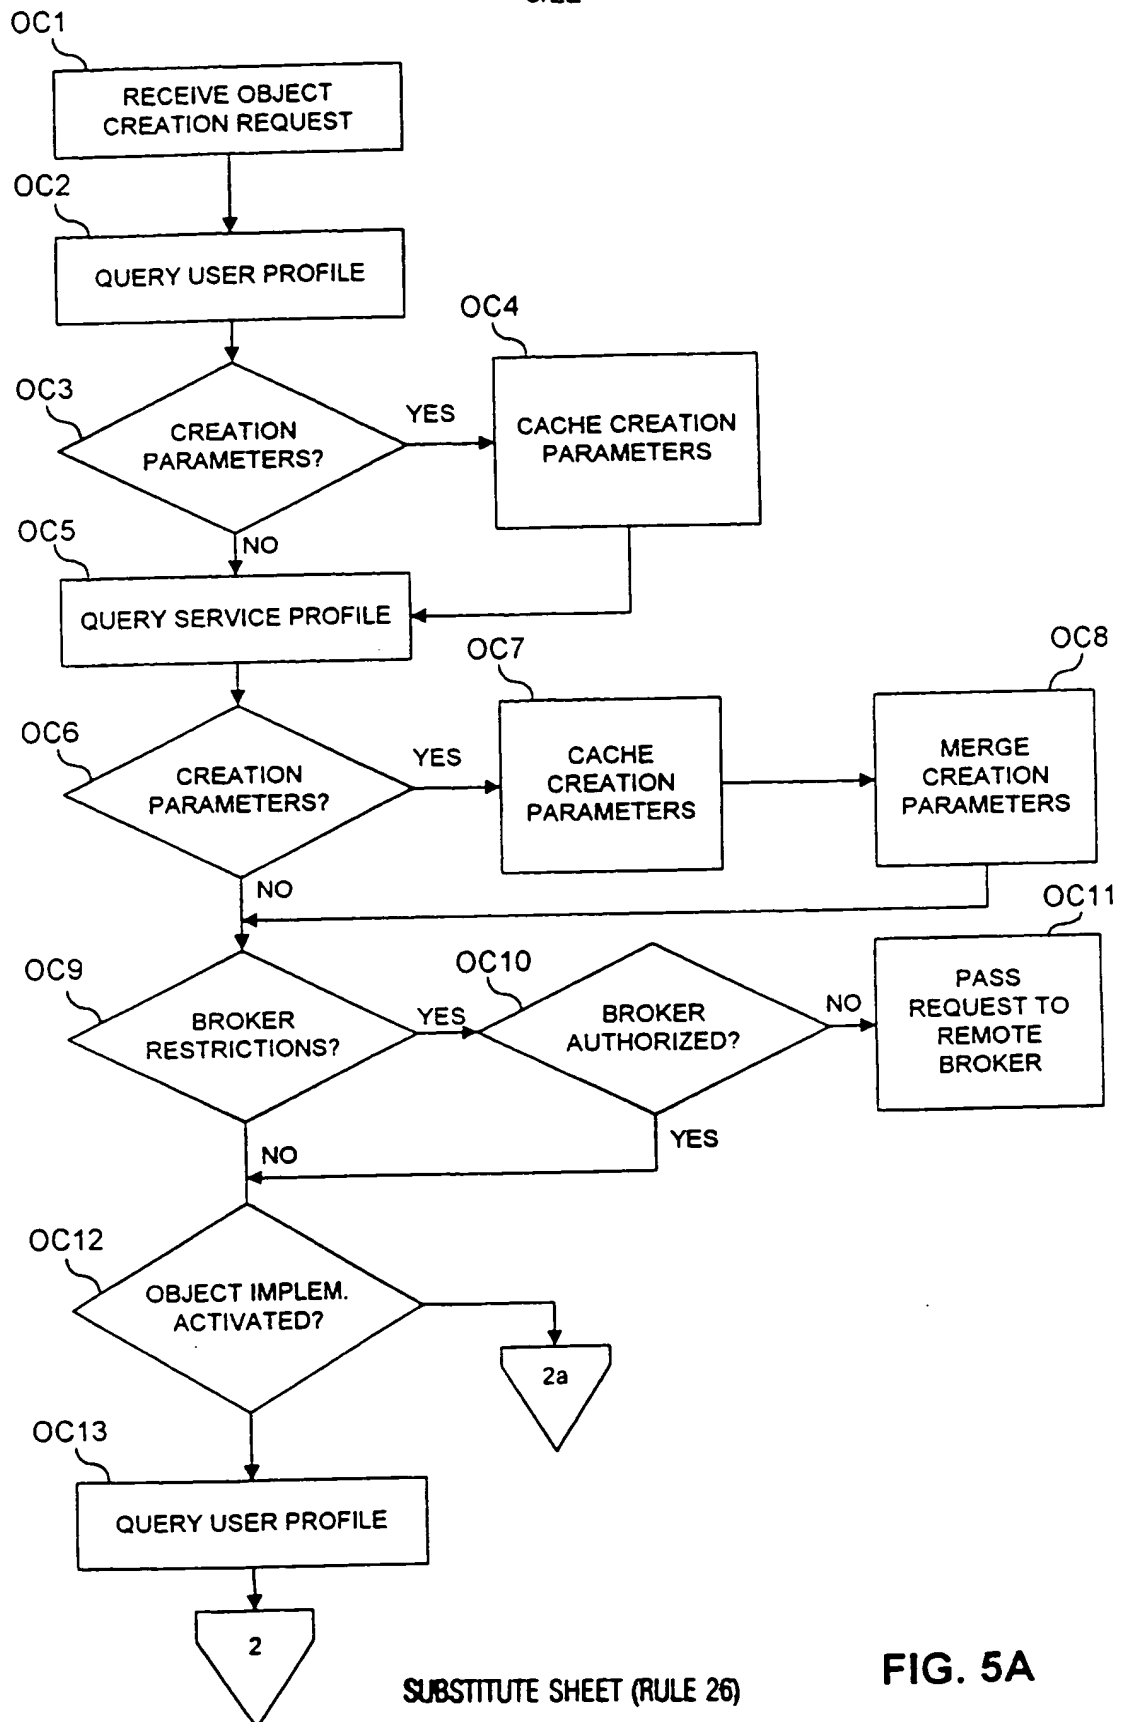 OC1
RECEIVE OBJECT
CREATION REQUEST
OC2
QUERY USER PROFILE
OC3
CREATION
PARAMETERS?
YES
OC4
CACHE CREATION
PARAMETERS
NO
OC5
QUERY SERVICE PROFILE
OC6
CREATION
PARAMETERS?
YES
OC7
CACHE
CREATION
PARAMETERS
OC8
MERGE
CREATION
PARAMETERS
NO
OC9
BROKER
RESTRICTIONS?
YES
OC10
BROKER
AUTHORIZED?
NO
OC11
PASS
REQUEST TO
REMOTE
BROKER
YES
NO
OC12
OBJECT IMPLEM.
ACTIVATED?
2a
OC13
QUERY USER PROFILE
2
SUBSTITUTE SHEET (RULE 26)
FIG. 5A